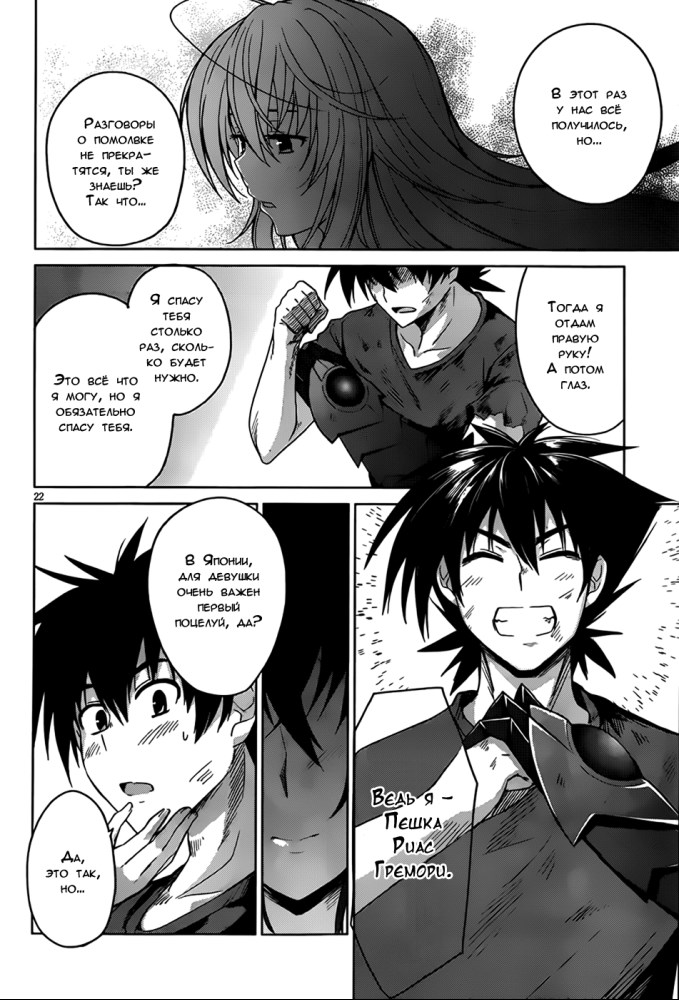 В этот раз
у нас всё
получилось,
но...
Разговоры
о помолвке
не прекра-
тятся, ты же
знаешь?
Так что...
Тогда я
отдам
правую
руку!
А потом
глаз.
Я спасу
тебя
столько
раз, сколь-
ко будет
нужно.
Это всё что
я могу, но я
обязательно
спасу тебя.
22
Ведь я -
Пешка
Риас
Гремори.
В Японии,
для девушки
очень важен
первый
поцелуй, да?
Да,
это так,
но...